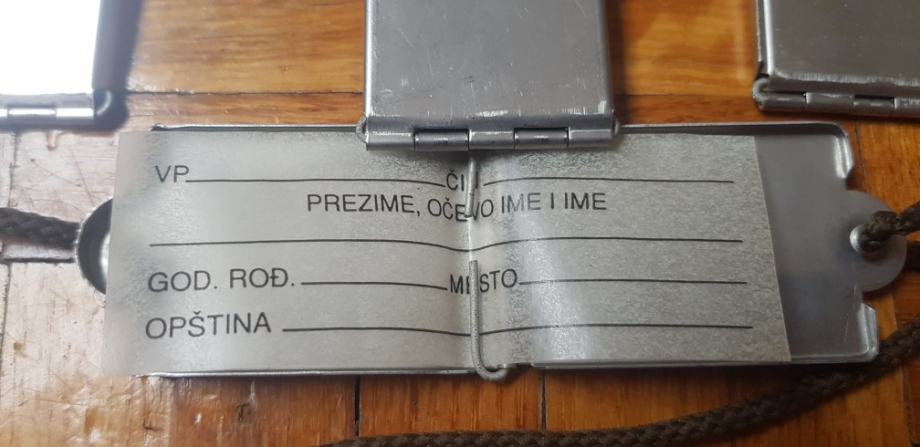 VP ČIN
PREZIME, OČEVO IME I IME
GOD. ROĐ. MESTO
OPŠTINA